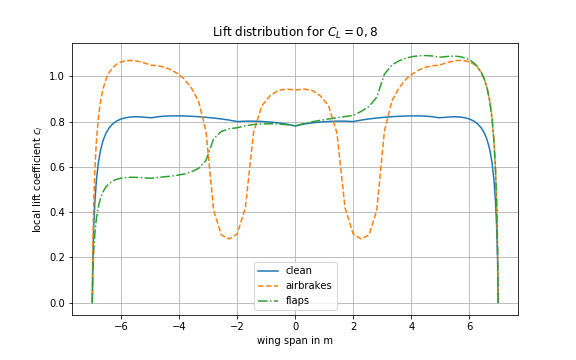 Lift distribution for C_L = 0, 8
local lift coefficient c_l
1.0
0.8
0.6
0.4
0.2
0.0
clean
airbrakes
flaps
−6 −4 −2 0 2 4 6
wing span in m